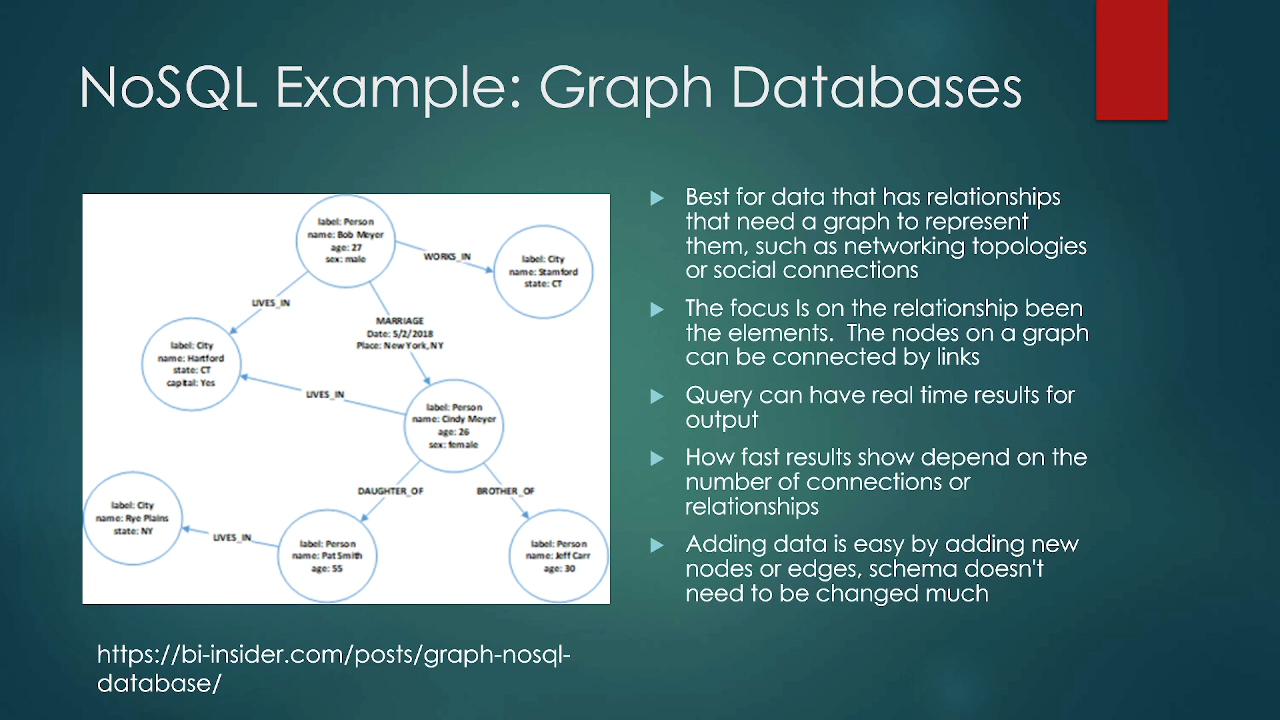 NoSQL Example: Graph Databases
label: Person
name: Bob Meyer
age: 27
sex: male
WORKS_IN
label: City
name: Stamford
state: CT
LIVES_IN
MARRIAGE
Date: 5/2/2018
Place: New York, NY
label: City
name: Hartford
state: CT
capital: Yes
LIVES_IN
label: Person
name: Cindy Meyer
age: 26
sex: female
DAUGHTER_OF
BROTHER_OF
label: City
name: Rye Plains
state: NY
LIVES_IN
label: Person
name: Pat Smith
age: 55
label: Person
name: Jeff Carr
age: 30
https://bi-insider.com/posts/graph-nosql-
database/
Best for data that has relationships
that need a graph to represent
them, such as networking topologies
or social connections
The focus Is on the relationship been
the elements.  The nodes on a graph
can be connected by links
Query can have real time results for
output
How fast results show depend on the
number of connections or
relationships
Adding data is easy by adding new
nodes or edges, schema doesn't
need to be changed much